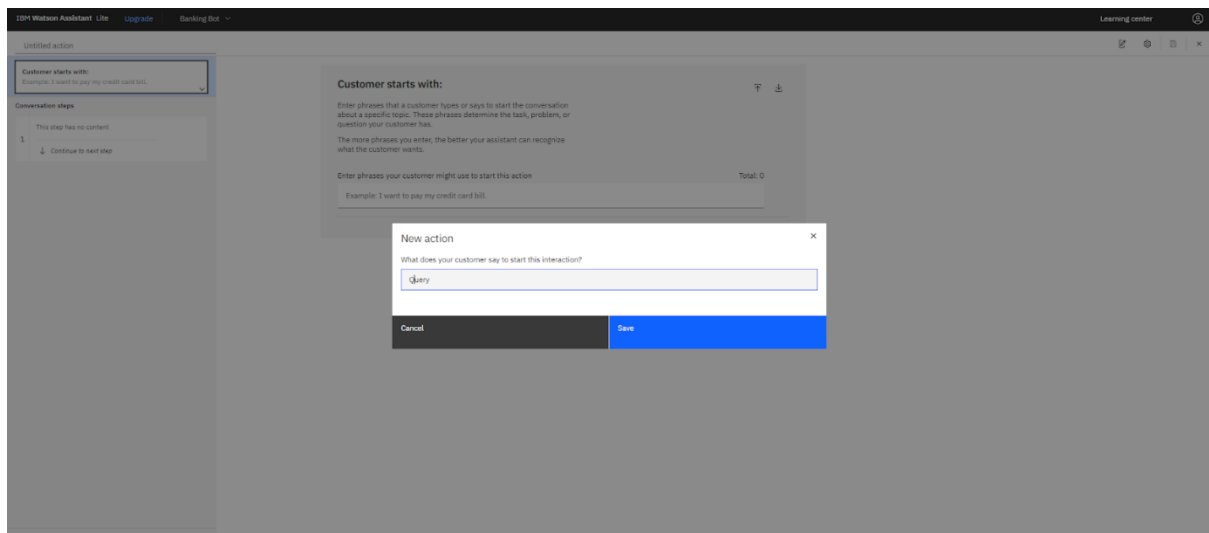 IBM Watson Assistant Lite Upgrade Banking Bot Learning center
Untitled action
Customer starts with:
Example: I want to pay my credit card bill.
Conversation steps
1
This step has no content
Continue to next step
Customer starts with:
Enter phrases that a customer types or says to start the conversation
about a specific topic. These phrases determine the task, problem, or
question your customer has.
The more phrases you enter, the better your assistant can recognize
what the customer wants.
Enter phrases your customer might use to start this action Total: 0
Example: I want to pay my credit card bill.
New action
What does your customer say to start this interaction?
Query
Cancel Save